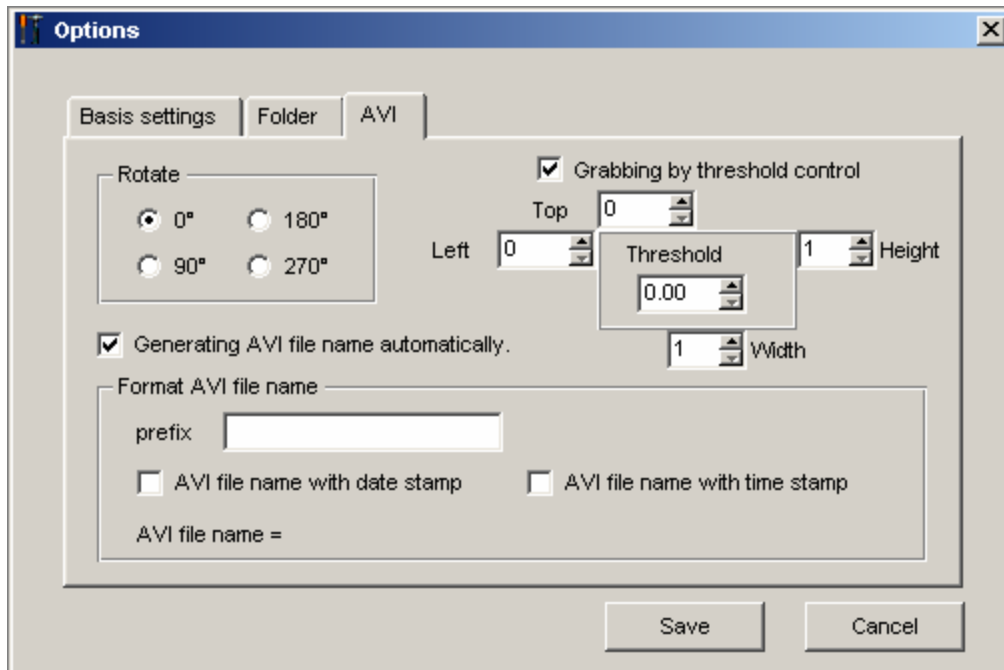 Options
Basis settings
Folder
AVI
Rotate
0°
180°
90°
270°
Grabbing by threshold control
Top
0
Left
0
Threshold
0.00
1
Height
1
Width
Generating AVI file name automatically.
Format AVI file name
prefix
AVI file name with date stamp
AVI file name with time stamp
AVI file name =
Save
Cancel